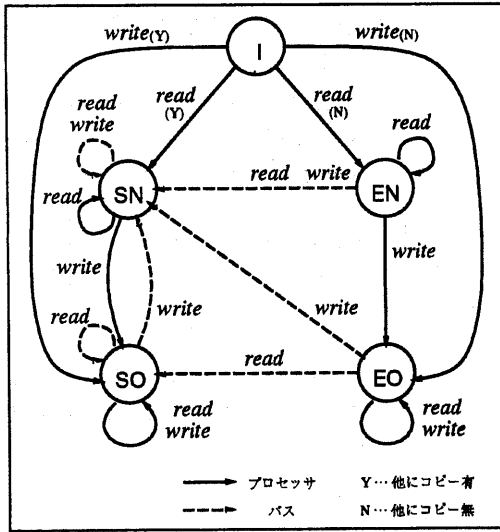 write(Y)
I
write(N)
read
(Y)
read
(N)
read
write
read
read
SN
read write
EN
write
write
write
write
read
SO
read
EO
read
write
read
write
プロセッサ Y…他にコピー有
バス N…他にコピー無